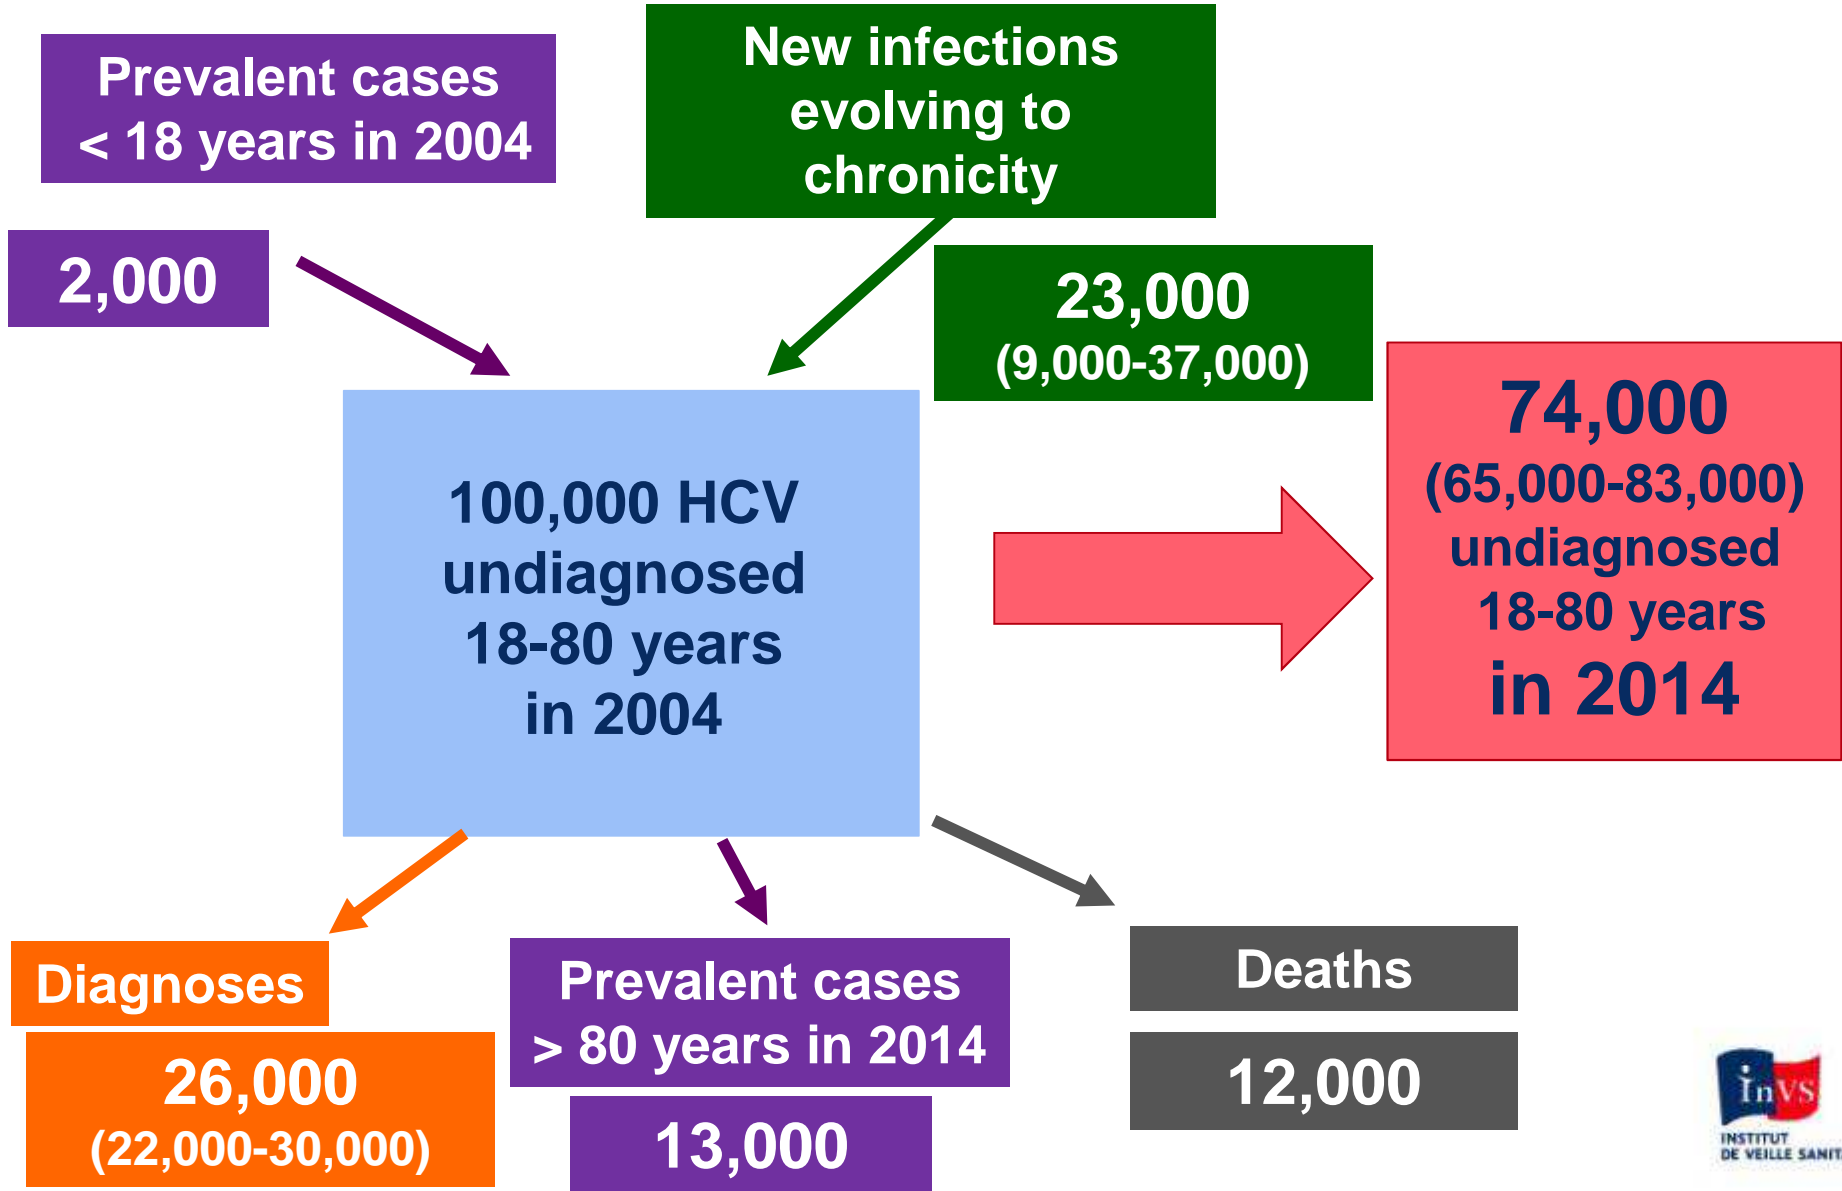 Prevalent cases
< 18 years in 2004
2,000
New infections
evolving to
chronicity
23,000
(9,000-37,000)
100,000 HCV
undiagnosed
18-80 years
in 2004
74,000
(65,000-83,000)
undiagnosed
18-80 years
in 2014
Diagnoses
26,000
(22,000-30,000)
Prevalent cases
> 80 years in 2014
13,000
Deaths
12,000
inVS
INSTITUT
DE VEILLE SANIT